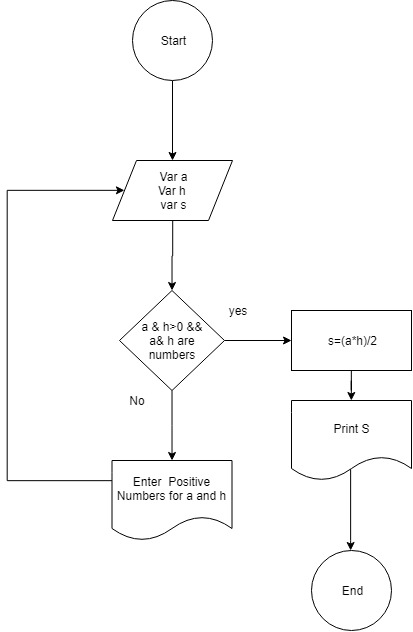 Start
Var a
Var h
var s
a & h>0 &&
a& h are
numbers
yes
s=(a*h)/2
No
Print S
Enter Positive
Numbers for a and h
End